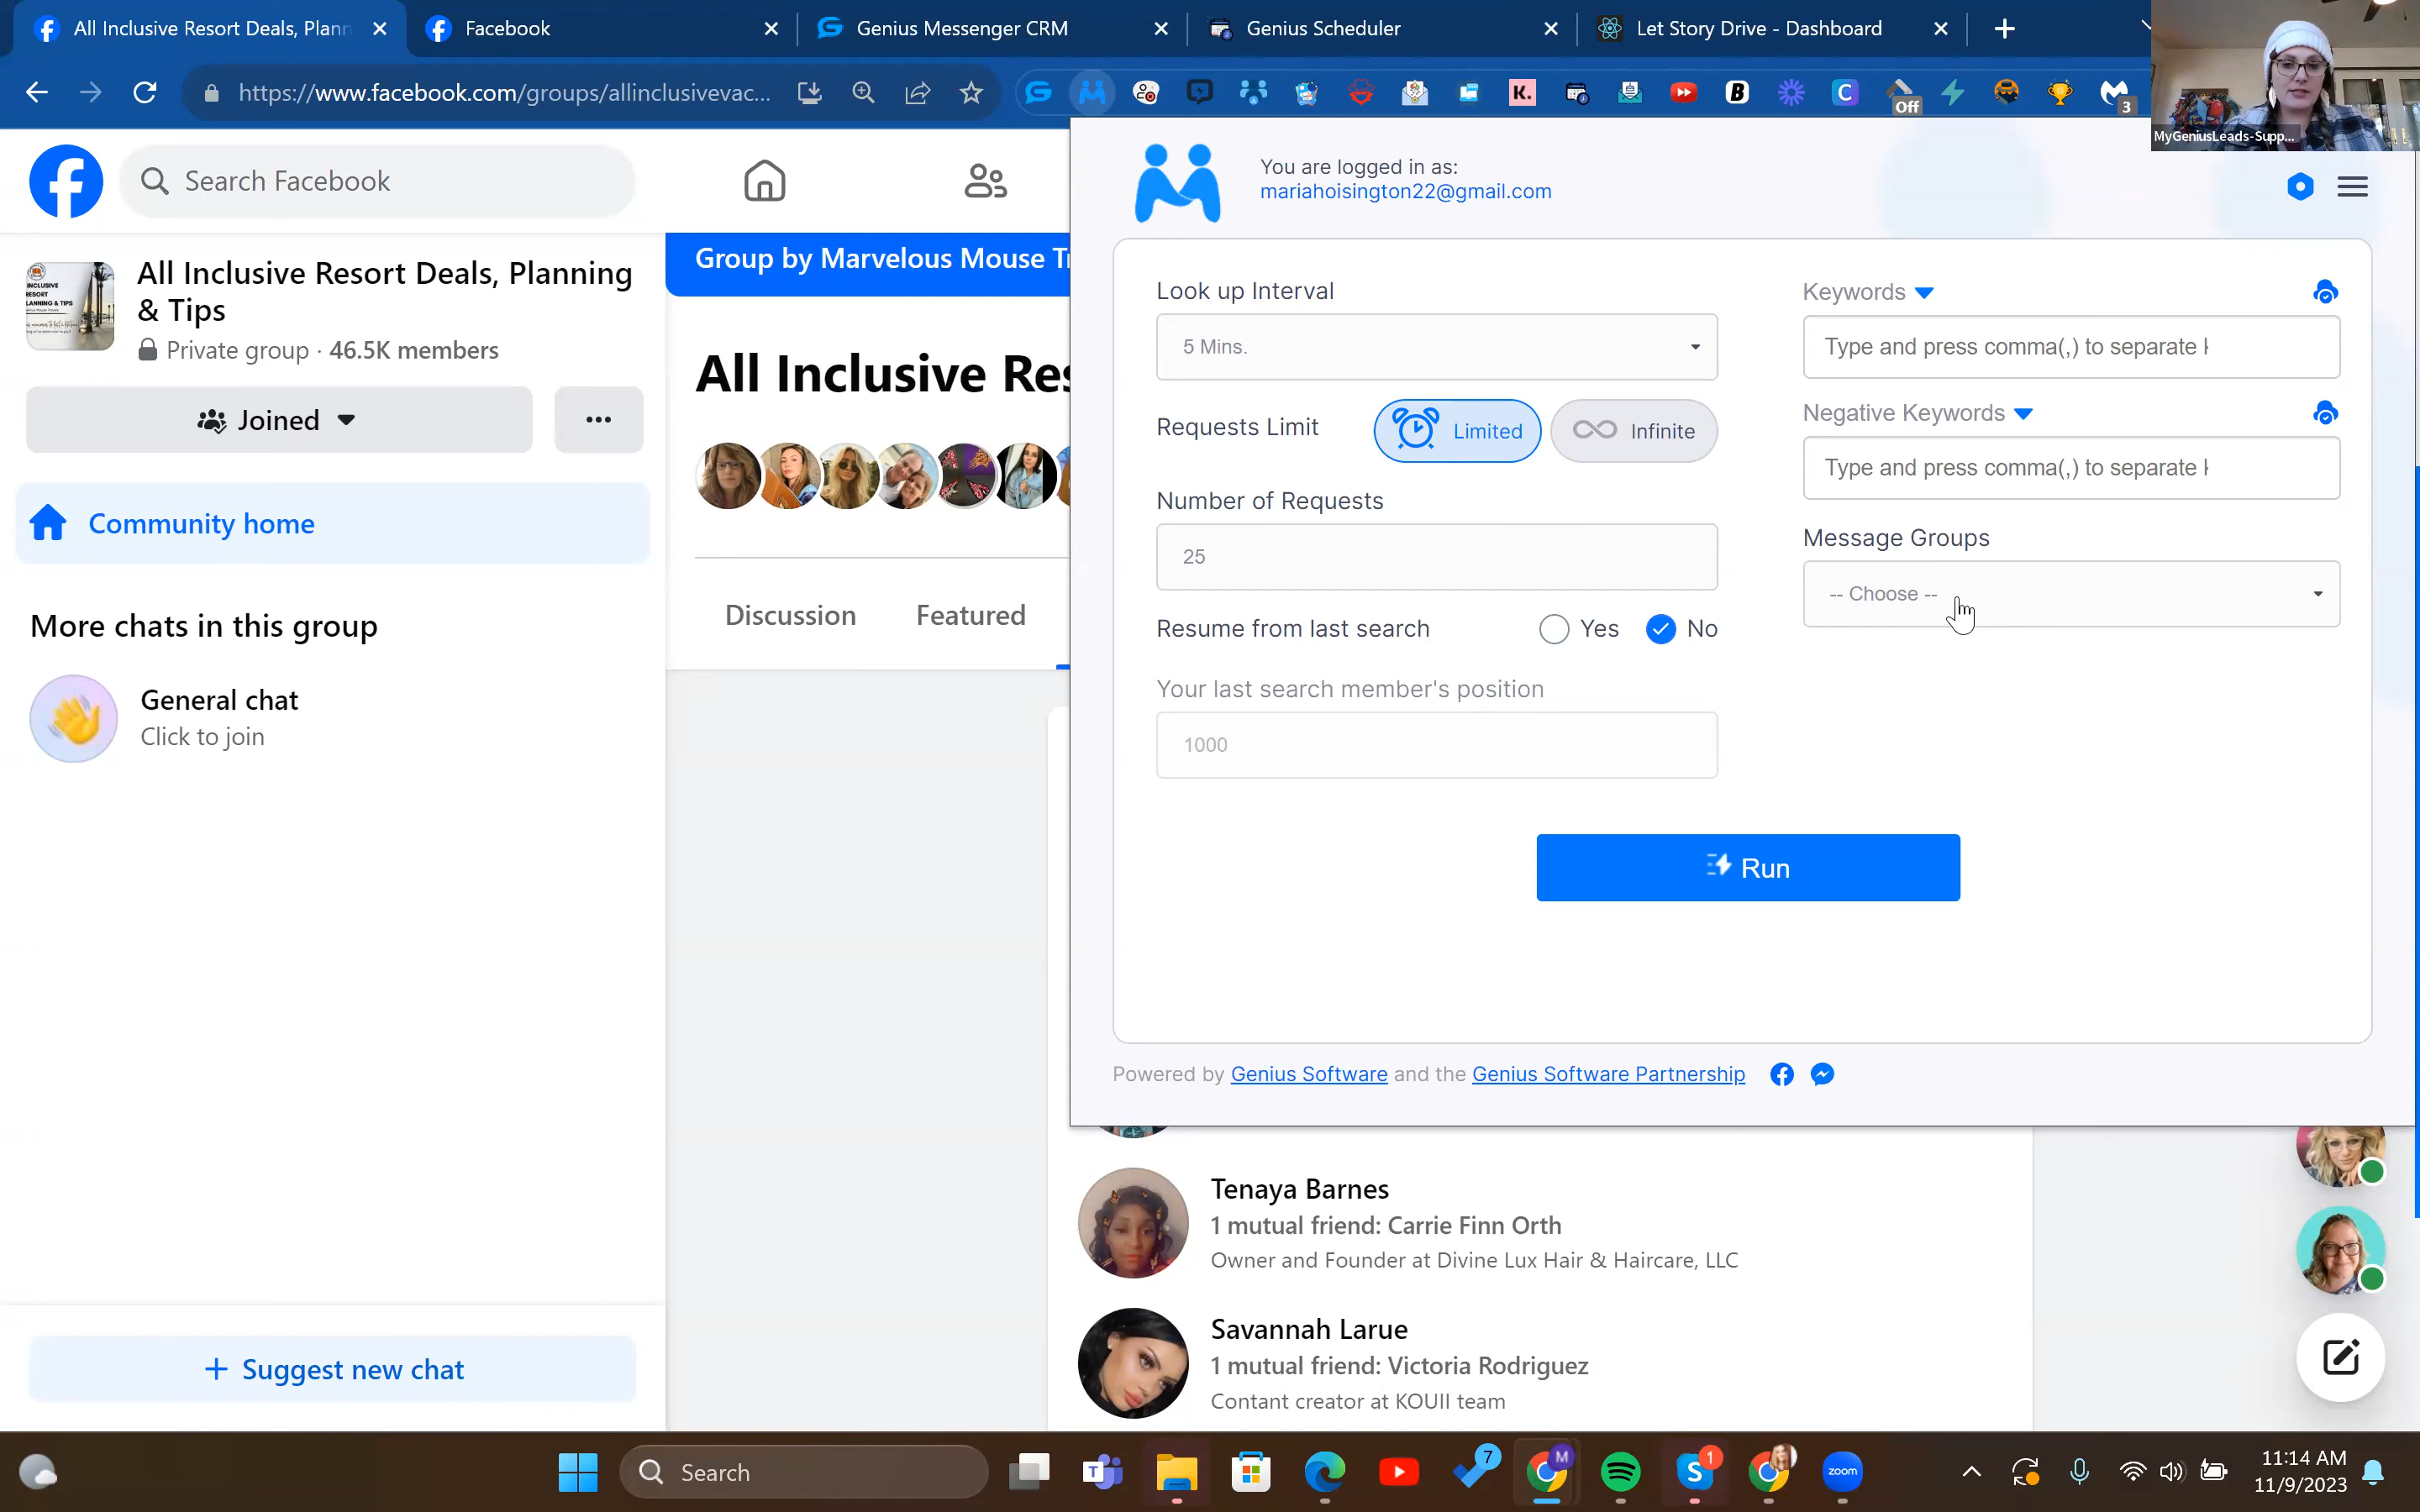 All Inclusive Resort Deals, Plann
Facebook
Genius Messenger CRM
Genius Scheduler
Let Story Drive - Dashboard
https://www.facebook.com/groups/allinclusivevac...
K.
B
C
Off
3
MyGeniusLeads-Supp...
Search Facebook
You are logged in as:
mariahoisington22@gmail.com
All Inclusive Resort Deals, Planning
& Tips
Private group · 46.5K members
Joined
Community home
More chats in this group
General chat
Click to join
+ Suggest new chat
Group by Marvelous Mouse Tr
All Inclusive Res
Discussion
Featured
Look up Interval
5 Mins.
Requests Limit
Limited
Infinite
Number of Requests
25
Resume from last search
Yes
No
Your last search member's position
1000
Keywords
Type and press comma(,) to separate k
Negative Keywords
Type and press comma(,) to separate k
Message Groups
-- Choose --
Run
Powered by Genius Software and the Genius Software Partnership
Tenaya Barnes
1 mutual friend: Carrie Finn Orth
Owner and Founder at Divine Lux Hair & Haircare, LLC
Savannah Larue
1 mutual friend: Victoria Rodriguez
Contant creator at KOUII team
Search
7
M
1
zoom
11:14 AM
11/9/2023